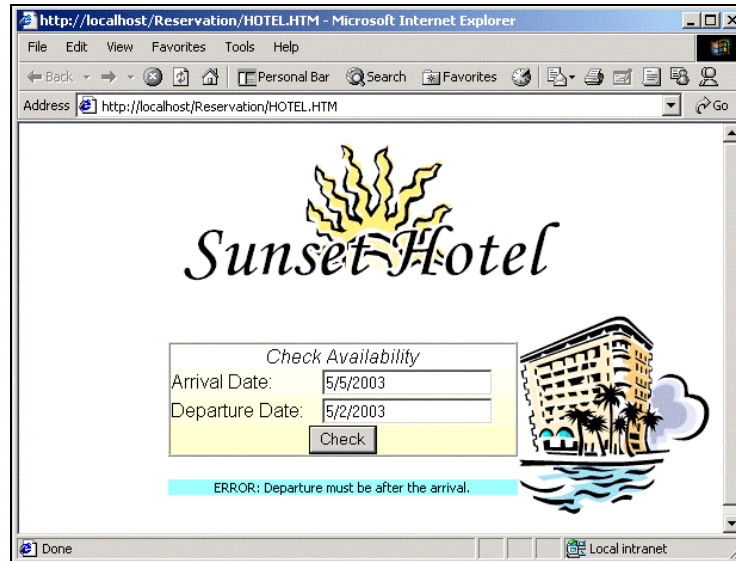 http://localhost/Reservation/HOTEL.HTM - Microsoft Internet Explorer
File Edit View Favorites Tools Help
Back Personal Bar Search Favorites
Address http://localhost/Reservation/HOTEL.HTM Go
Sunset Hotel
Check Availability
Arrival Date: 5/5/2003
Departure Date: 5/2/2003
Check
ERROR: Departure must be after the arrival.
Done Local intranet